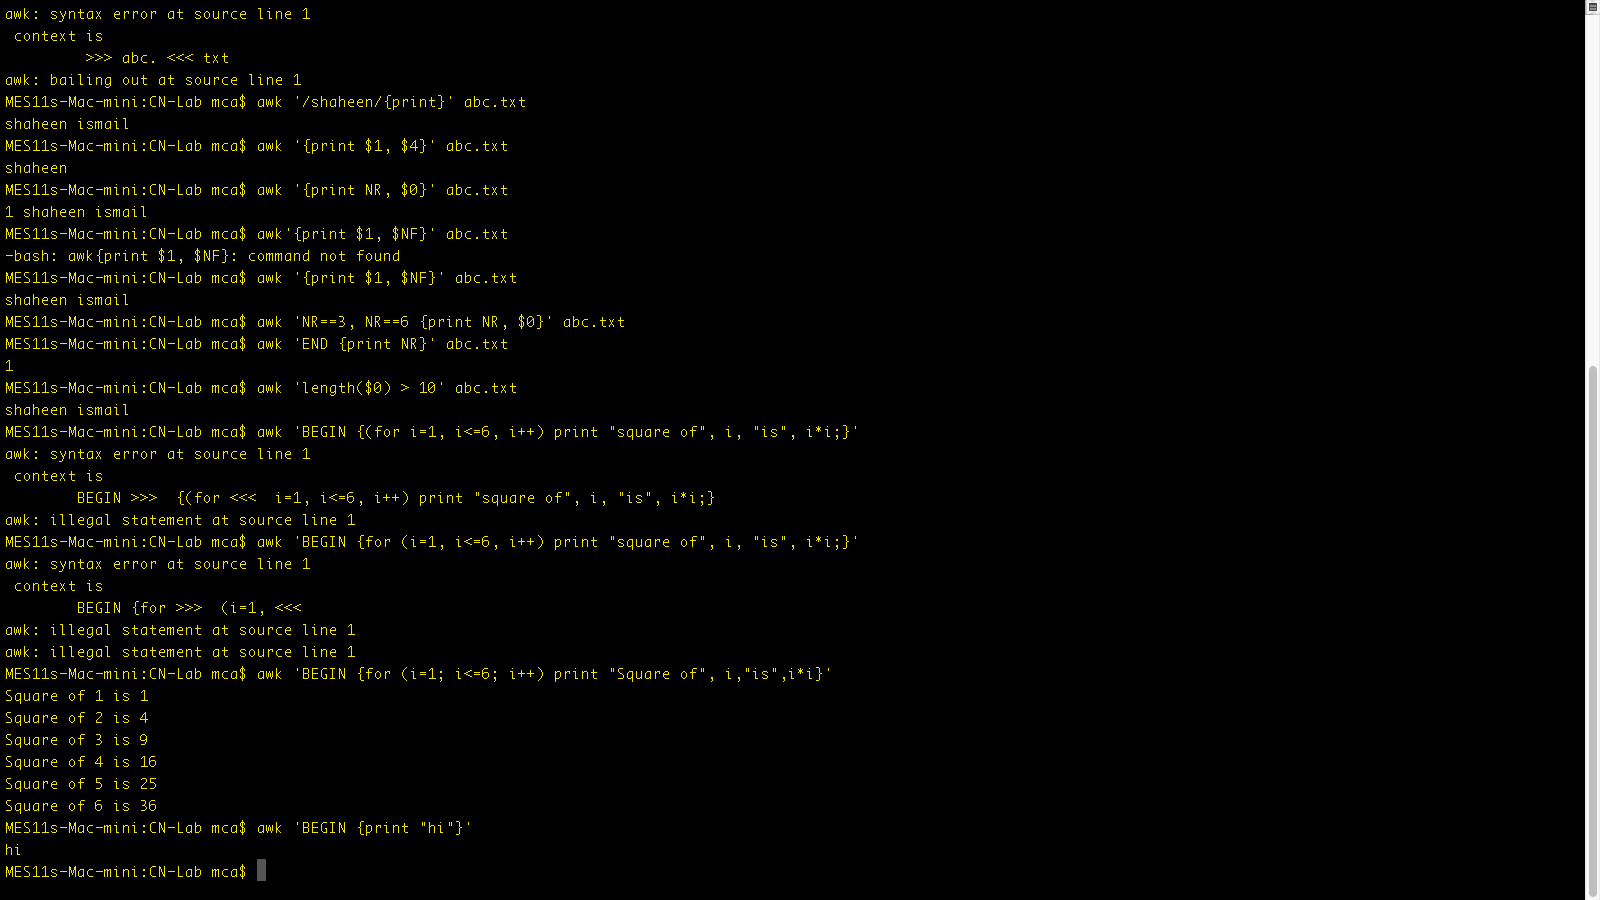 awk: syntax error at source line 1
 context is
         >>> abc. <<< txt
awk: bailing out at source line 1
MES11s-Mac-mini:CN-Lab mca$ awk '/shaheen/{print}' abc.txt
shaheen ismail
MES11s-Mac-mini:CN-Lab mca$ awk '{print $1, $4}' abc.txt
shaheen
MES11s-Mac-mini:CN-Lab mca$ awk '{print NR, $0}' abc.txt
1 shaheen ismail
MES11s-Mac-mini:CN-Lab mca$ awk'{print $1, $NF}' abc.txt
-bash: awk{print $1, $NF}: command not found
MES11s-Mac-mini:CN-Lab mca$ awk '{print $1, $NF}' abc.txt
shaheen ismail
MES11s-Mac-mini:CN-Lab mca$ awk 'NR==3, NR==6 {print NR, $0}' abc.txt
MES11s-Mac-mini:CN-Lab mca$ awk 'END {print NR}' abc.txt
1
MES11s-Mac-mini:CN-Lab mca$ awk 'length($0) > 10' abc.txt
shaheen ismail
MES11s-Mac-mini:CN-Lab mca$ awk 'BEGIN {(for i=1, i<=6, i++) print "square of", i, "is", i*i;}'
awk: syntax error at source line 1
 context is
        BEGIN >>>  {(for <<<  i=1, i<=6, i++) print "square of", i, "is", i*i;}
awk: illegal statement at source line 1
MES11s-Mac-mini:CN-Lab mca$ awk 'BEGIN {for (i=1, i<=6, i++) print "square of", i, "is", i*i;}'
awk: syntax error at source line 1
 context is
        BEGIN {for >>>  (i=1, <<<
awk: illegal statement at source line 1
awk: illegal statement at source line 1
MES11s-Mac-mini:CN-Lab mca$ awk 'BEGIN {for (i=1; i<=6; i++) print "Square of", i,"is",i*i}'
Square of 1 is 1
Square of 2 is 4
Square of 3 is 9
Square of 4 is 16
Square of 5 is 25
Square of 6 is 36
MES11s-Mac-mini:CN-Lab mca$ awk 'BEGIN {print "hi"}'
hi
MES11s-Mac-mini:CN-Lab mca$